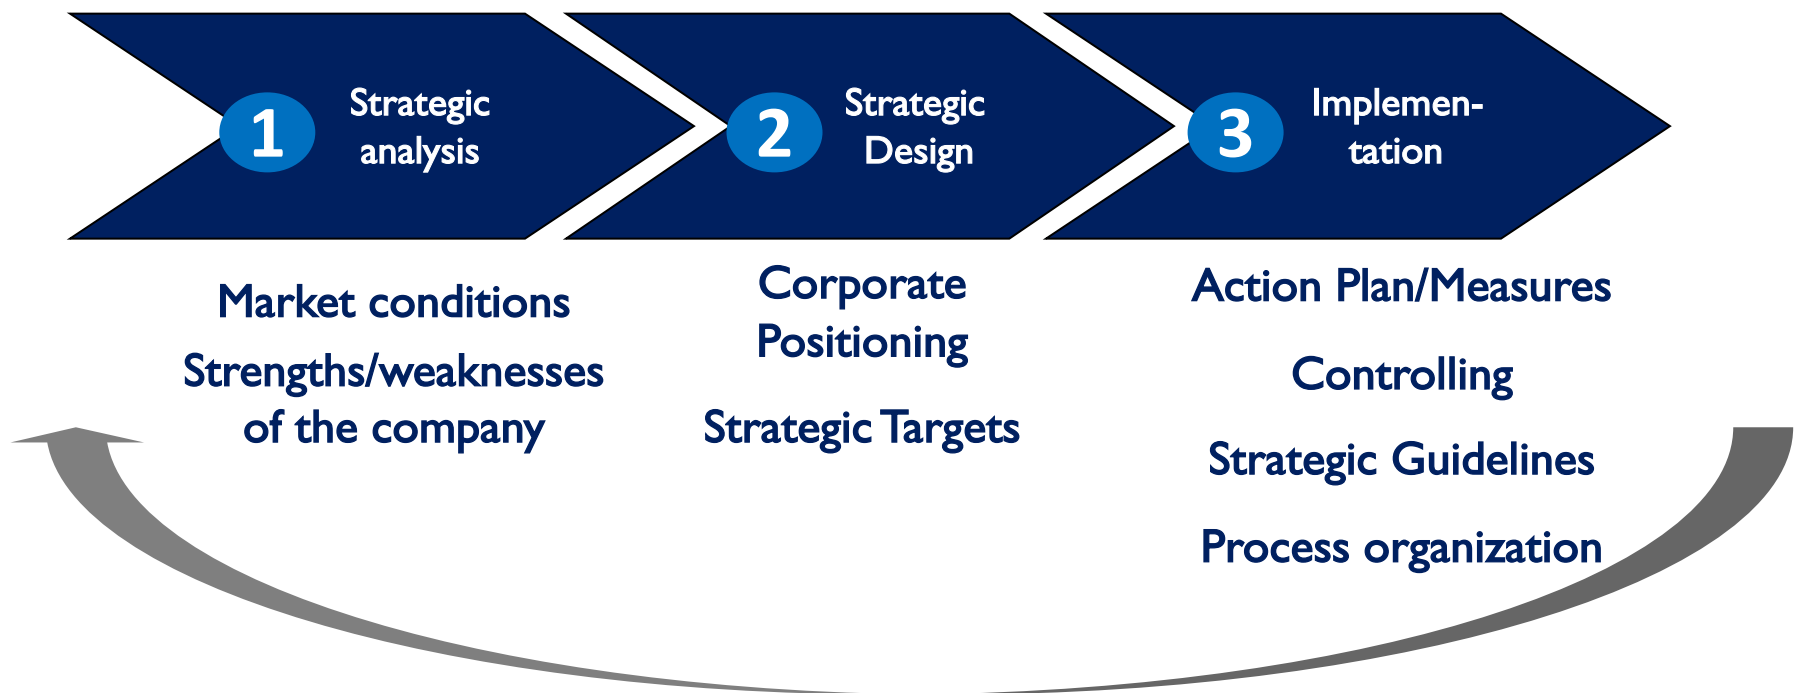 1
Strategic
analysis
2
Strategic
Design
3
Implemen-
tation
Market conditions
Strengths/weaknesses
of the company
Corporate
Positioning
Strategic Targets
Action Plan/Measures
Controlling
Strategic Guidelines
Process organization